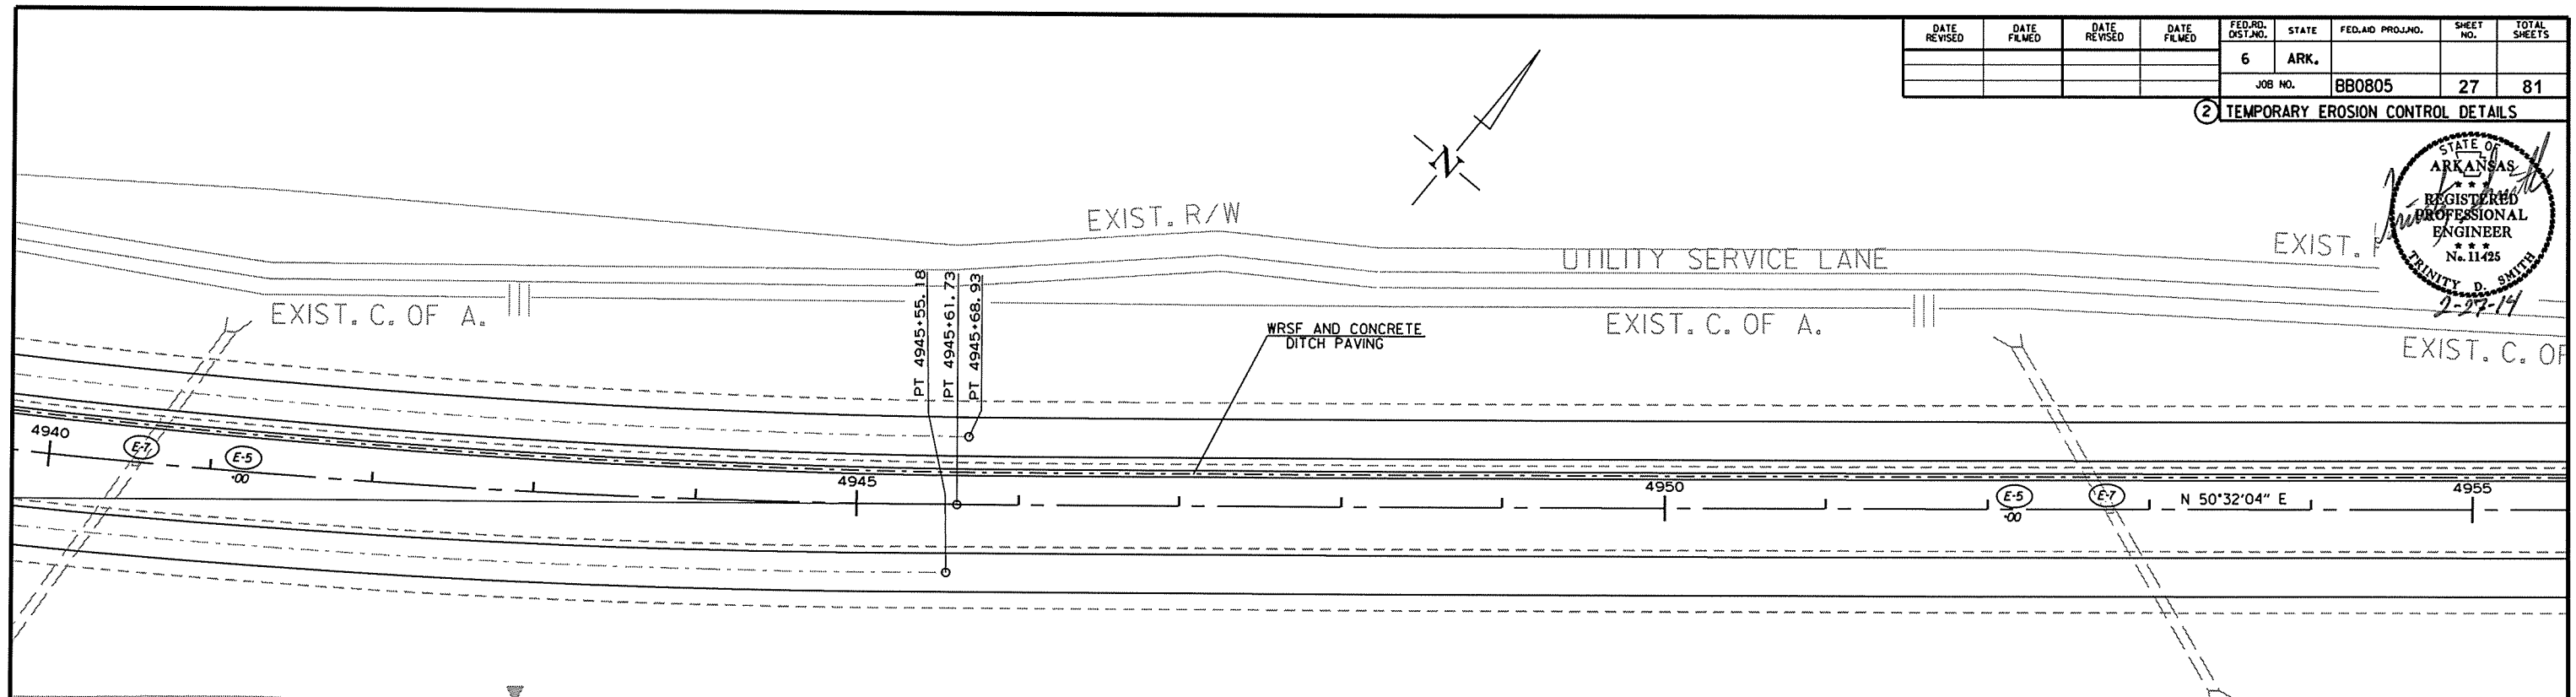 DATE REVISED DATE FILMED DATE REVISED DATE FILMED FED.RD. DIST.NO. STATE FED.AID PROJ.NO. SHEET NO. TOTAL SHEETS
6 ARK.
JOB NO. BB0805 27 81
2 TEMPORARY EROSION CONTROL DETAILS
STATE OF
ARKANSAS
★ ★ ★
REGISTERED
PROFESSIONAL
ENGINEER
★ ★ ★
No. 11425
TRINITY D. SMITH
2-27-14
N
EXIST. R/W
UTILITY SERVICE LANE
EXIST.
EXIST. C. OF A.
EXIST. C. OF A.
EXIST. C. OF
PT 4945+55.18
PT 4945+61.73
PT 4945+68.93
WRSF AND CONCRETE
DITCH PAVING
4940
E-7
E-5
+00
4945
4950
E-5
+00
E-7
N 50°32'04" E
4955